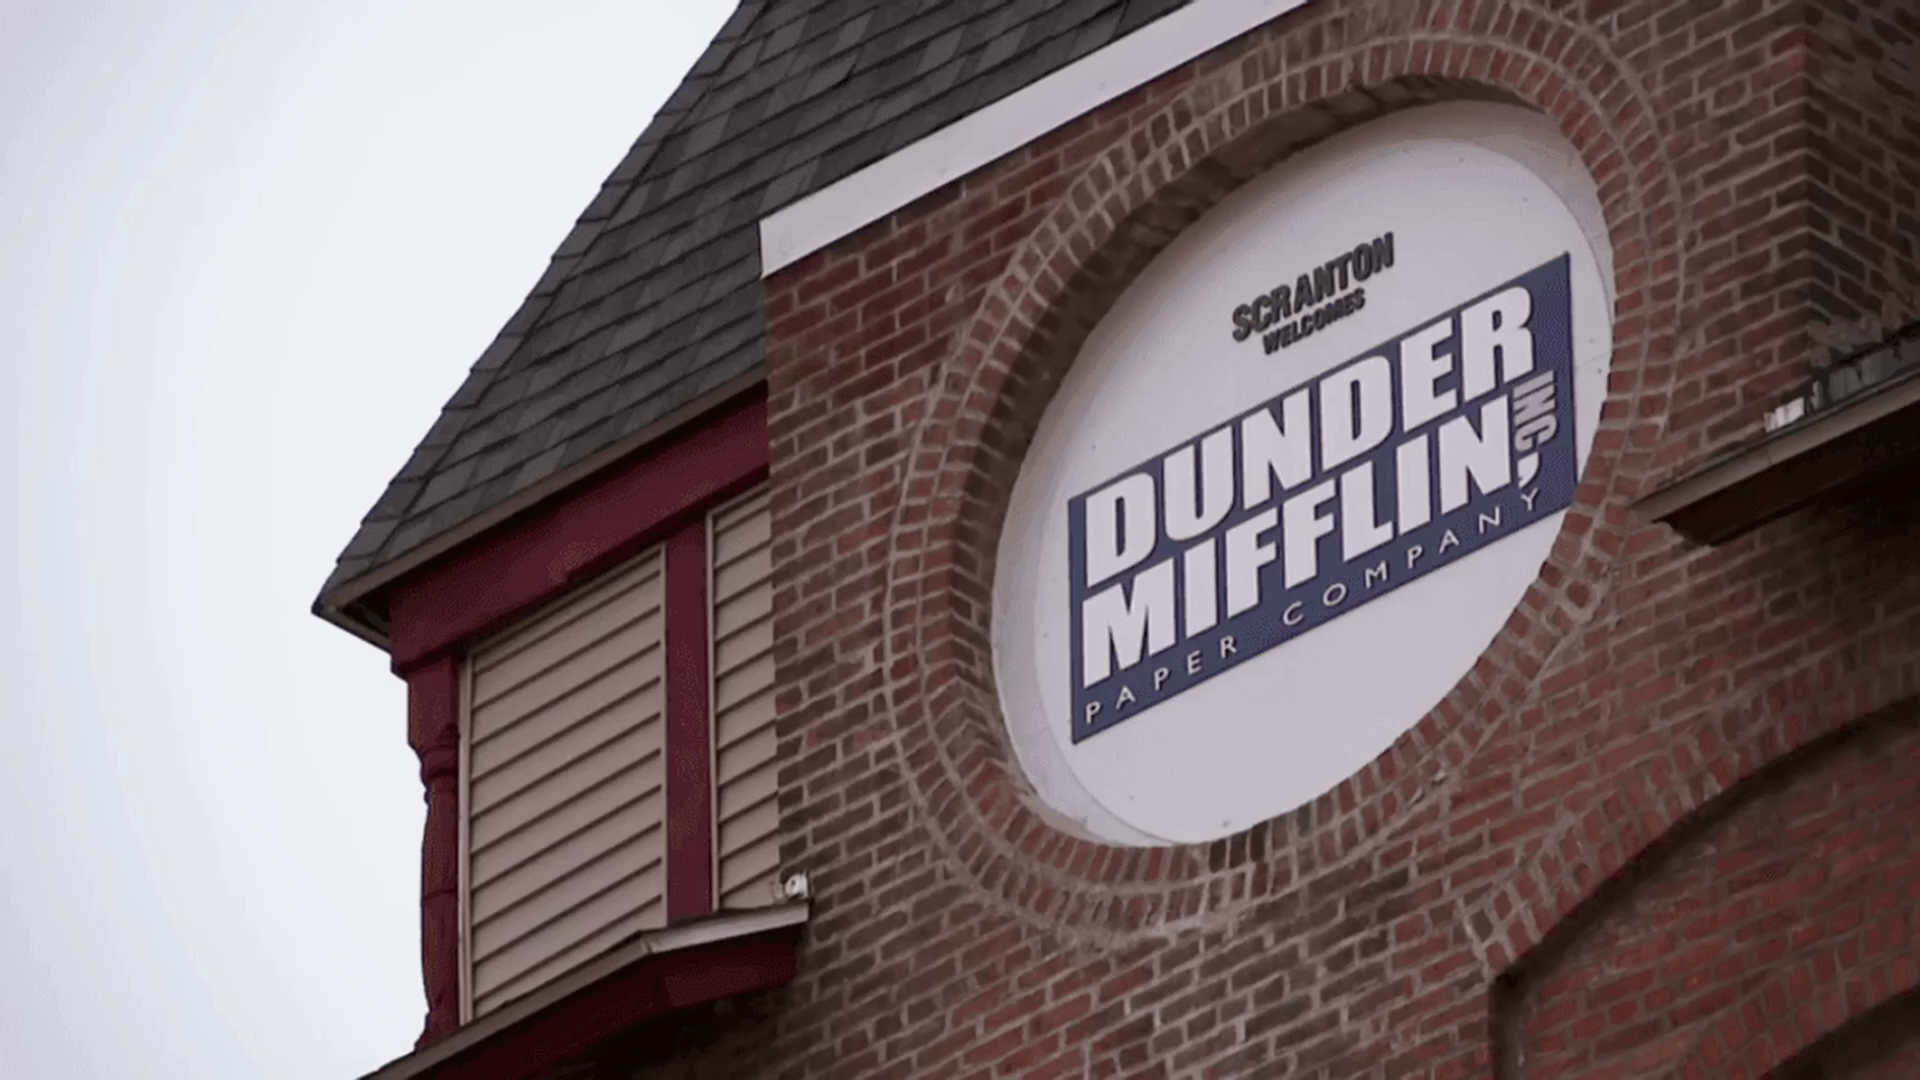 SCRANTON
WELCOMES
DUNDER
MIFFLIN INC.
PAPER COMPANY